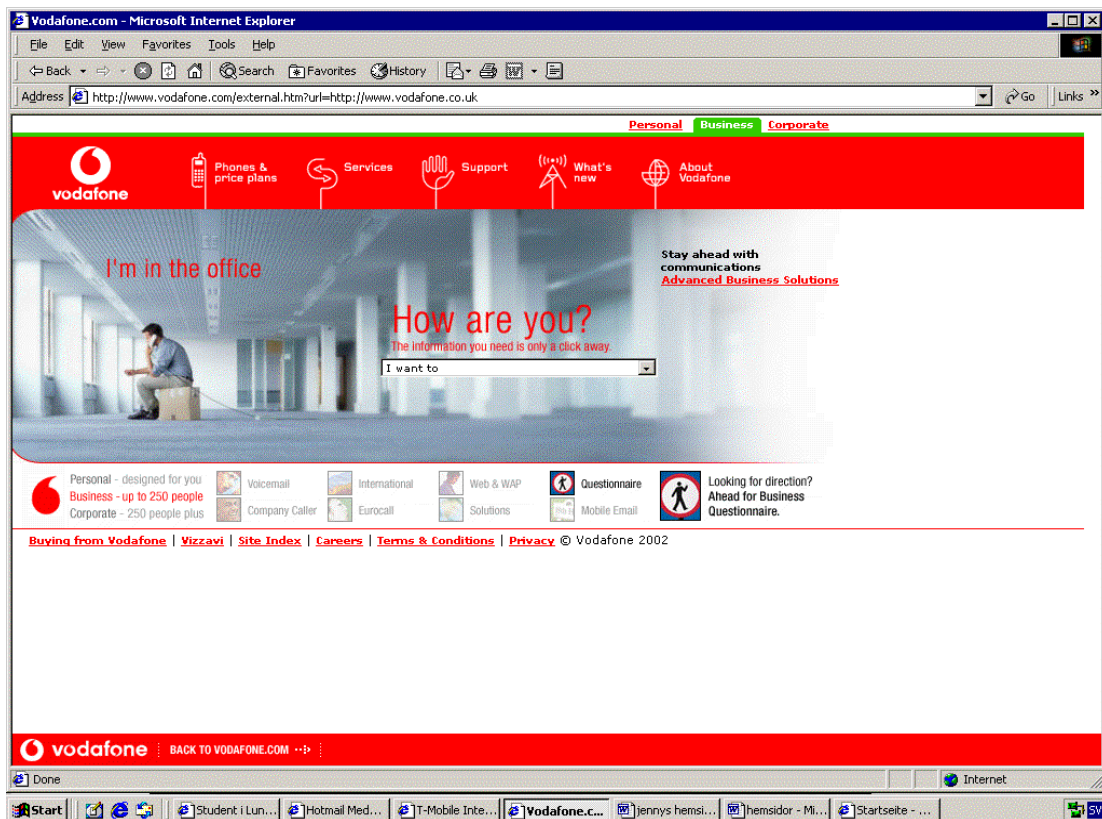 Vodafone.com - Microsoft Internet Explorer
File Edit View Favorites Tools Help
Back Search Favorites History
Address http://www.vodafone.com/external.htm?url=http://www.vodafone.co.uk Go Links »
Personal Business Corporate
vodafone
Phones &
price plans
Services
Support
What's
new
About
Vodafone
I'm in the office
Stay ahead with
communications
Advanced Business Solutions
How are you?
The information you need is only a click away.
I want to
Personal - designed for you
Business - up to 250 people
Corporate - 250 people plus
Voicemail International Web & WAP Questionnaire
Company Caller Eurocall Solutions Mobile Email
Looking for direction?
Ahead for Business
Questionnaire.
Buying from Vodafone | Vizzavi | Site Index | Careers | Terms & Conditions | Privacy © Vodafone 2002
vodafone BACK TO VODAFONE.COM
Done Internet
Start Student i Lun... Hotmail Med... T-Mobile Inte... Vodafone.c... jennys hemsi... hemsidor - Mi... Startseite - ... SV